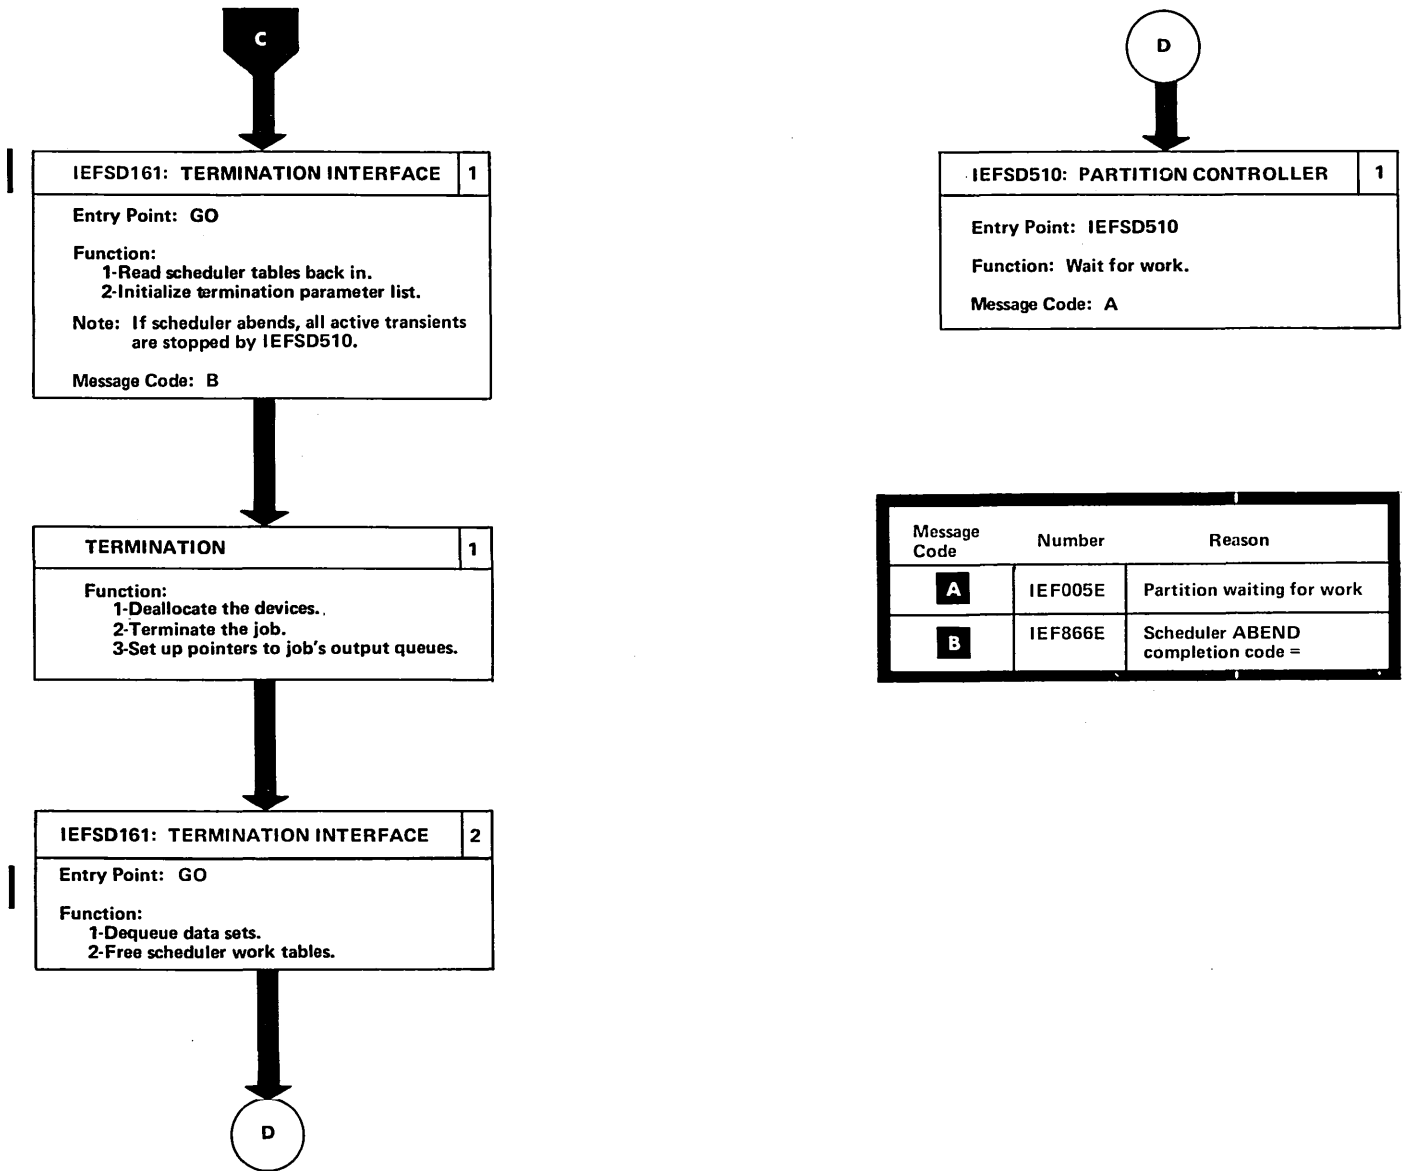 C
IEFSD161: TERMINATION INTERFACE 1
Entry Point: GO
Function:
1-Read scheduler tables back in.
2-Initialize termination parameter list.
Note: If scheduler abends, all active transients
are stopped by IEFSD510.
Message Code: B
TERMINATION 1
Function:
1-Deallocate the devices.
2-Terminate the job.
3-Set up pointers to job's output queues.
IEFSD161: TERMINATION INTERFACE 2
Entry Point: GO
Function:
1-Dequeue data sets.
2-Free scheduler work tables.
D
D
IEFSD510: PARTITION CONTROLLER 1
Entry Point: IEFSD510
Function: Wait for work.
Message Code: A
Message
Code Number Reason
A IEF005E Partition waiting for work
B IEF866E Scheduler ABEND
completion code =